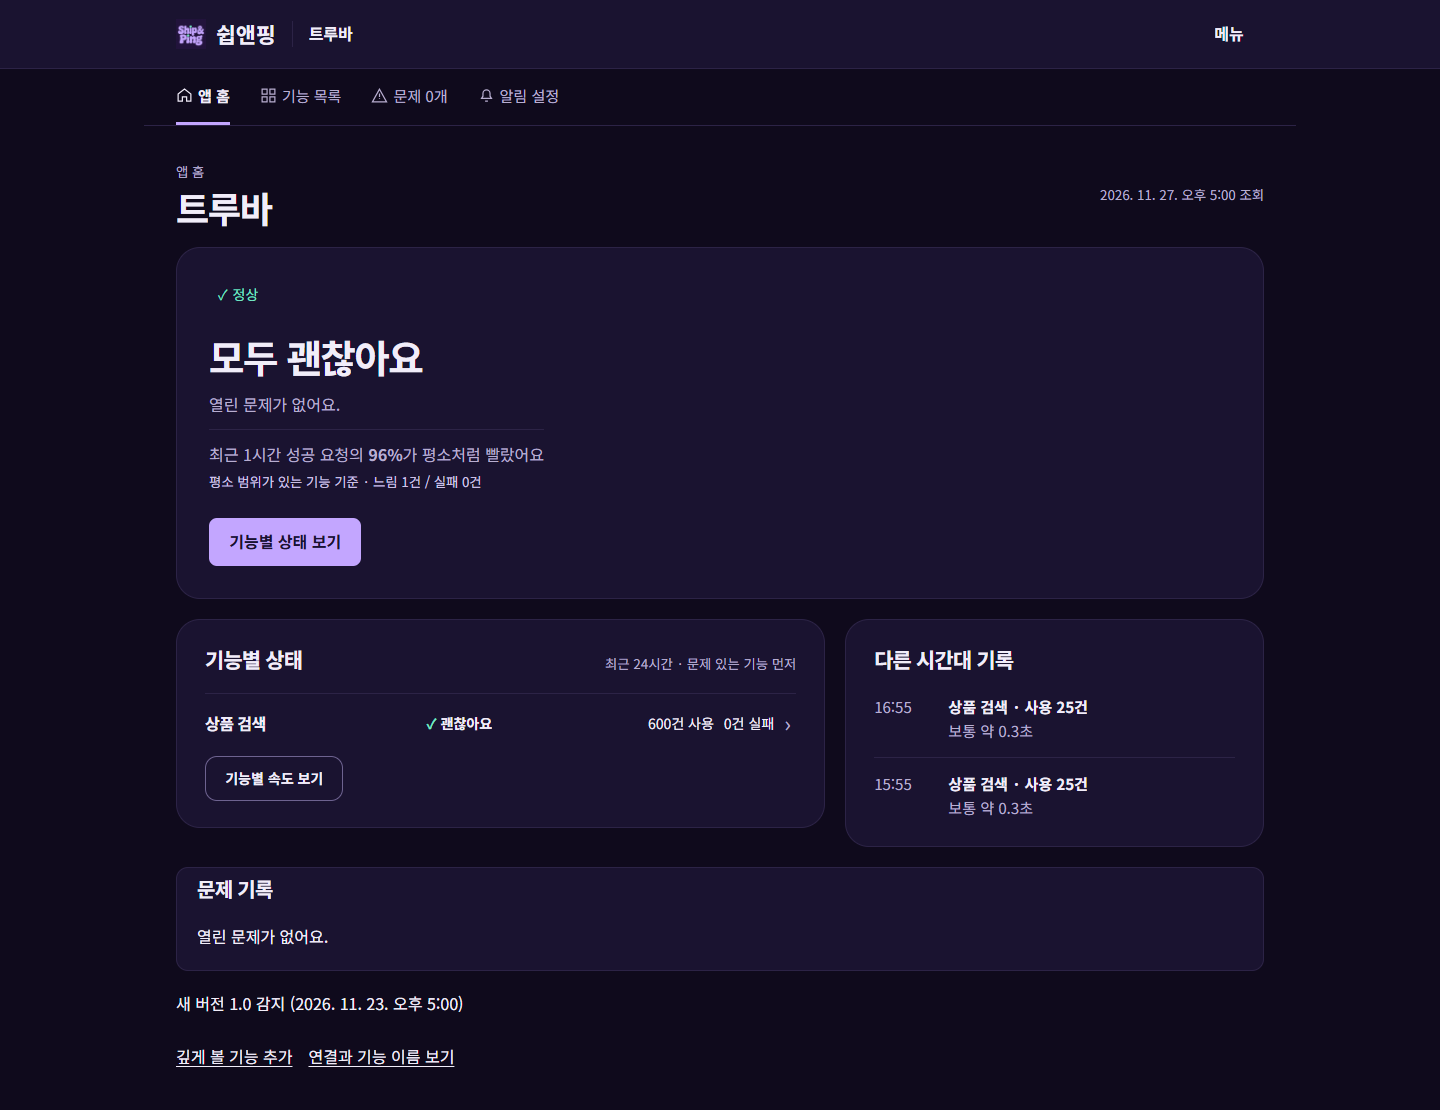 Ship&
Ping
쉽앤핑
트루바
메뉴
앱 홈
기능 목록
문제 0개
알림 설정
앱 홈
트루바
2026. 11. 27. 오후 5:00 조회
✓ 정상
모두 괜찮아요
열린 문제가 없어요.
최근 1시간 성공 요청의 96%가 평소처럼 빨랐어요
평소 범위가 있는 기능 기준 · 느림 1건 / 실패 0건
기능별 상태 보기
기능별 상태
최근 24시간 · 문제 있는 기능 먼저
상품 검색
✓ 괜찮아요
600건 사용 0건 실패 ›
기능별 속도 보기
다른 시간대 기록
16:55
상품 검색 · 사용 25건
보통 약 0.3초
15:55
상품 검색 · 사용 25건
보통 약 0.3초
문제 기록
열린 문제가 없어요.
새 버전 1.0 감지 (2026. 11. 23. 오후 5:00)
깊게 볼 기능 추가
연결과 기능 이름 보기